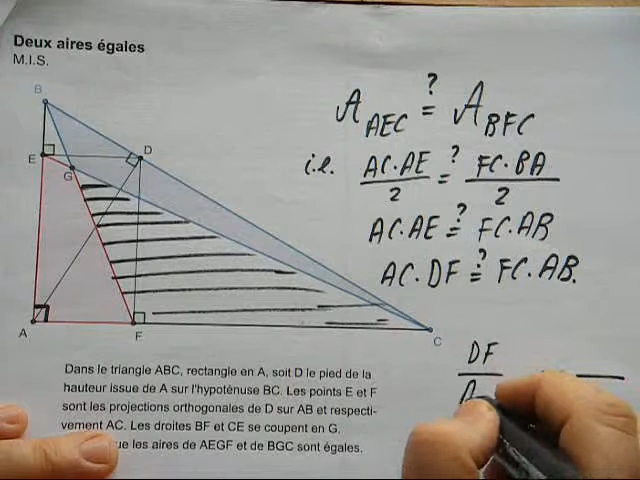 Deux aires égales
M.I.S.
B
E
D
G
A
F
C
A AEC ?= A BFC
i.e. AC·AE/2 ?= FC·BA/2
AC·AE ?= FC·AB
AC·DF ?= FC·AB.
DF
Dans le triangle ABC, rectangle en A, soit D le pied de la
hauteur issue de A sur l'hypoténuse BC. Les points E et F
sont les projections orthogonales de D sur AB et respecti-
vement AC. Les droites BF et CE se coupent en G.
ue les aires de AEGF et de BGC sont égales.